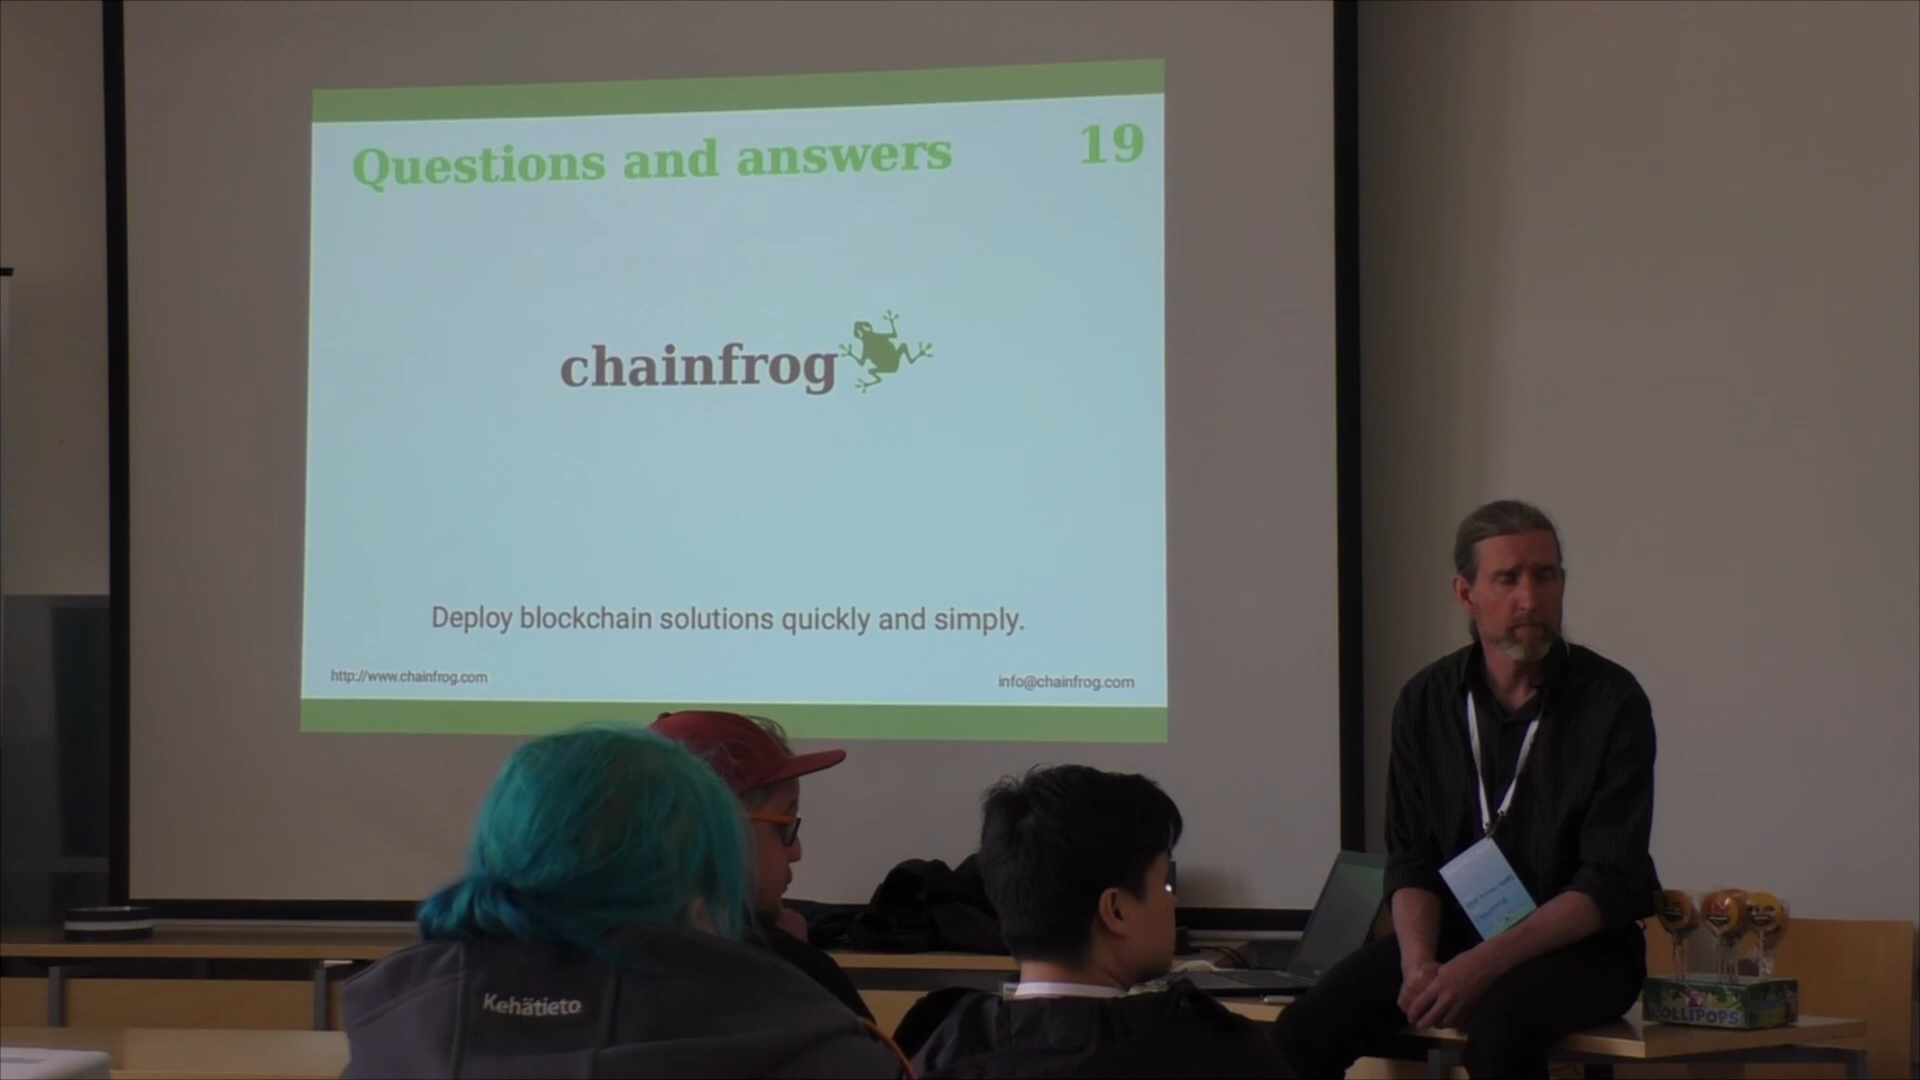 Questions and answers 19
chainfrog
Deploy blockchain solutions quickly and simply.
http://www.chainfrog.com
info@chainfrog.com
Kehätieto
LOLLIPOPS